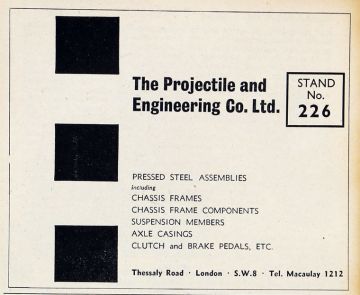 The Projectile and
Engineering Co. Ltd.
STAND
No.
226
PRESSED STEEL ASSEMBLIES
including
CHASSIS FRAMES
CHASSIS FRAME COMPONENTS
SUSPENSION MEMBERS
AXLE CASINGS
CLUTCH and BRAKE PEDALS, ETC.
Thessaly Road · London · S.W.8 · Tel. Macaulay 1212